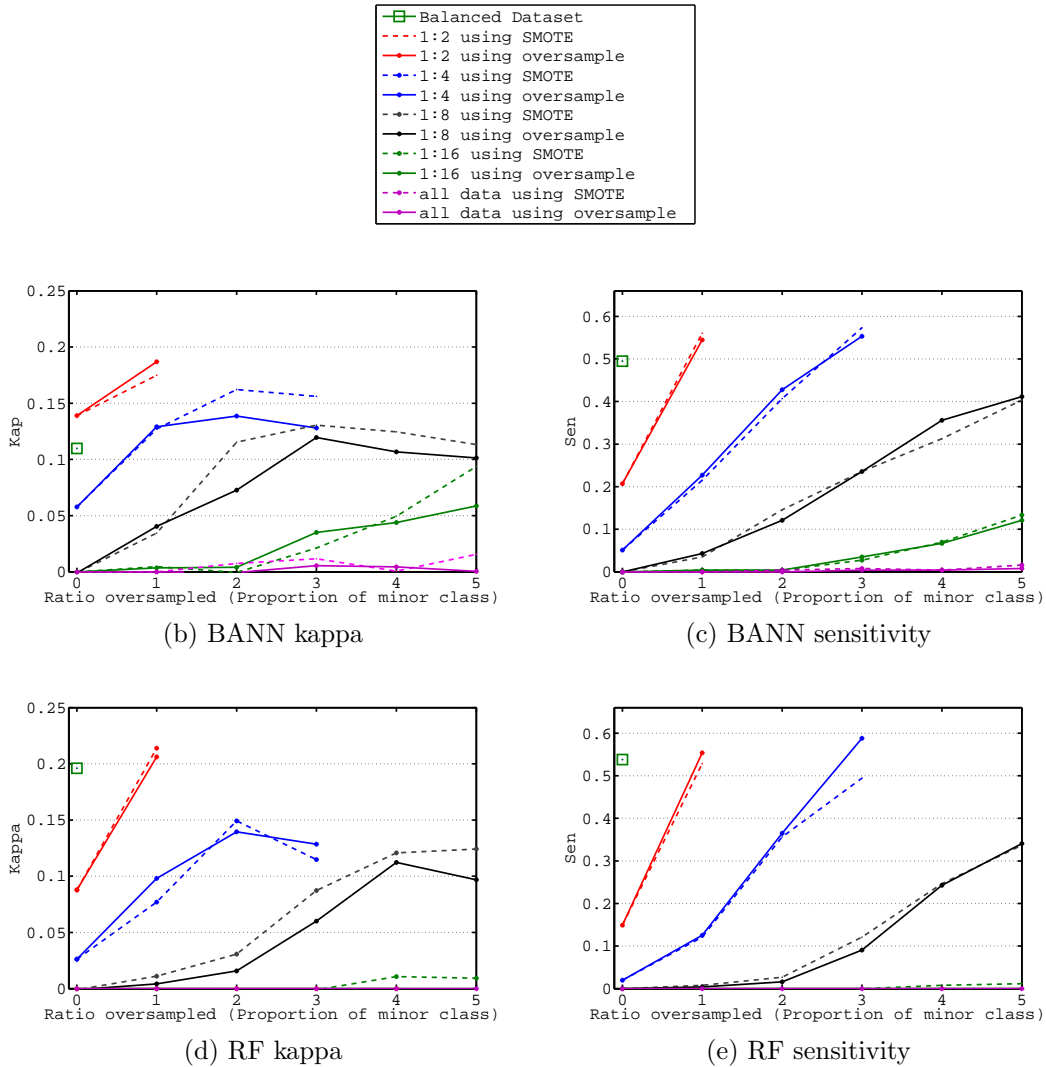 Balanced Dataset
1:2 using SMOTE
1:2 using oversample
1:4 using SMOTE
1:4 using oversample
1:8 using SMOTE
1:8 using oversample
1:16 using SMOTE
1:16 using oversample
all data using SMOTE
all data using oversample
0.25
0.2
0.15
0.1
0.05
0
Kap
0 1 2 3 4 5
Ratio oversampled (Proportion of minor class)
(b) BANN kappa
0.6
0.5
0.4
0.3
0.2
0.1
0
Sen
0 1 2 3 4 5
Ratio oversampled (Proportion of minor class)
(c) BANN sensitivity
0.25
0.2
0.15
0.1
0.05
0
Kappa
0 1 2 3 4 5
Ratio oversampled (Proportion of minor class)
(d) RF kappa
0.6
0.5
0.4
0.3
0.2
0.1
0
Sen
0 1 2 3 4 5
Ratio oversampled (Proportion of minor class)
(e) RF sensitivity